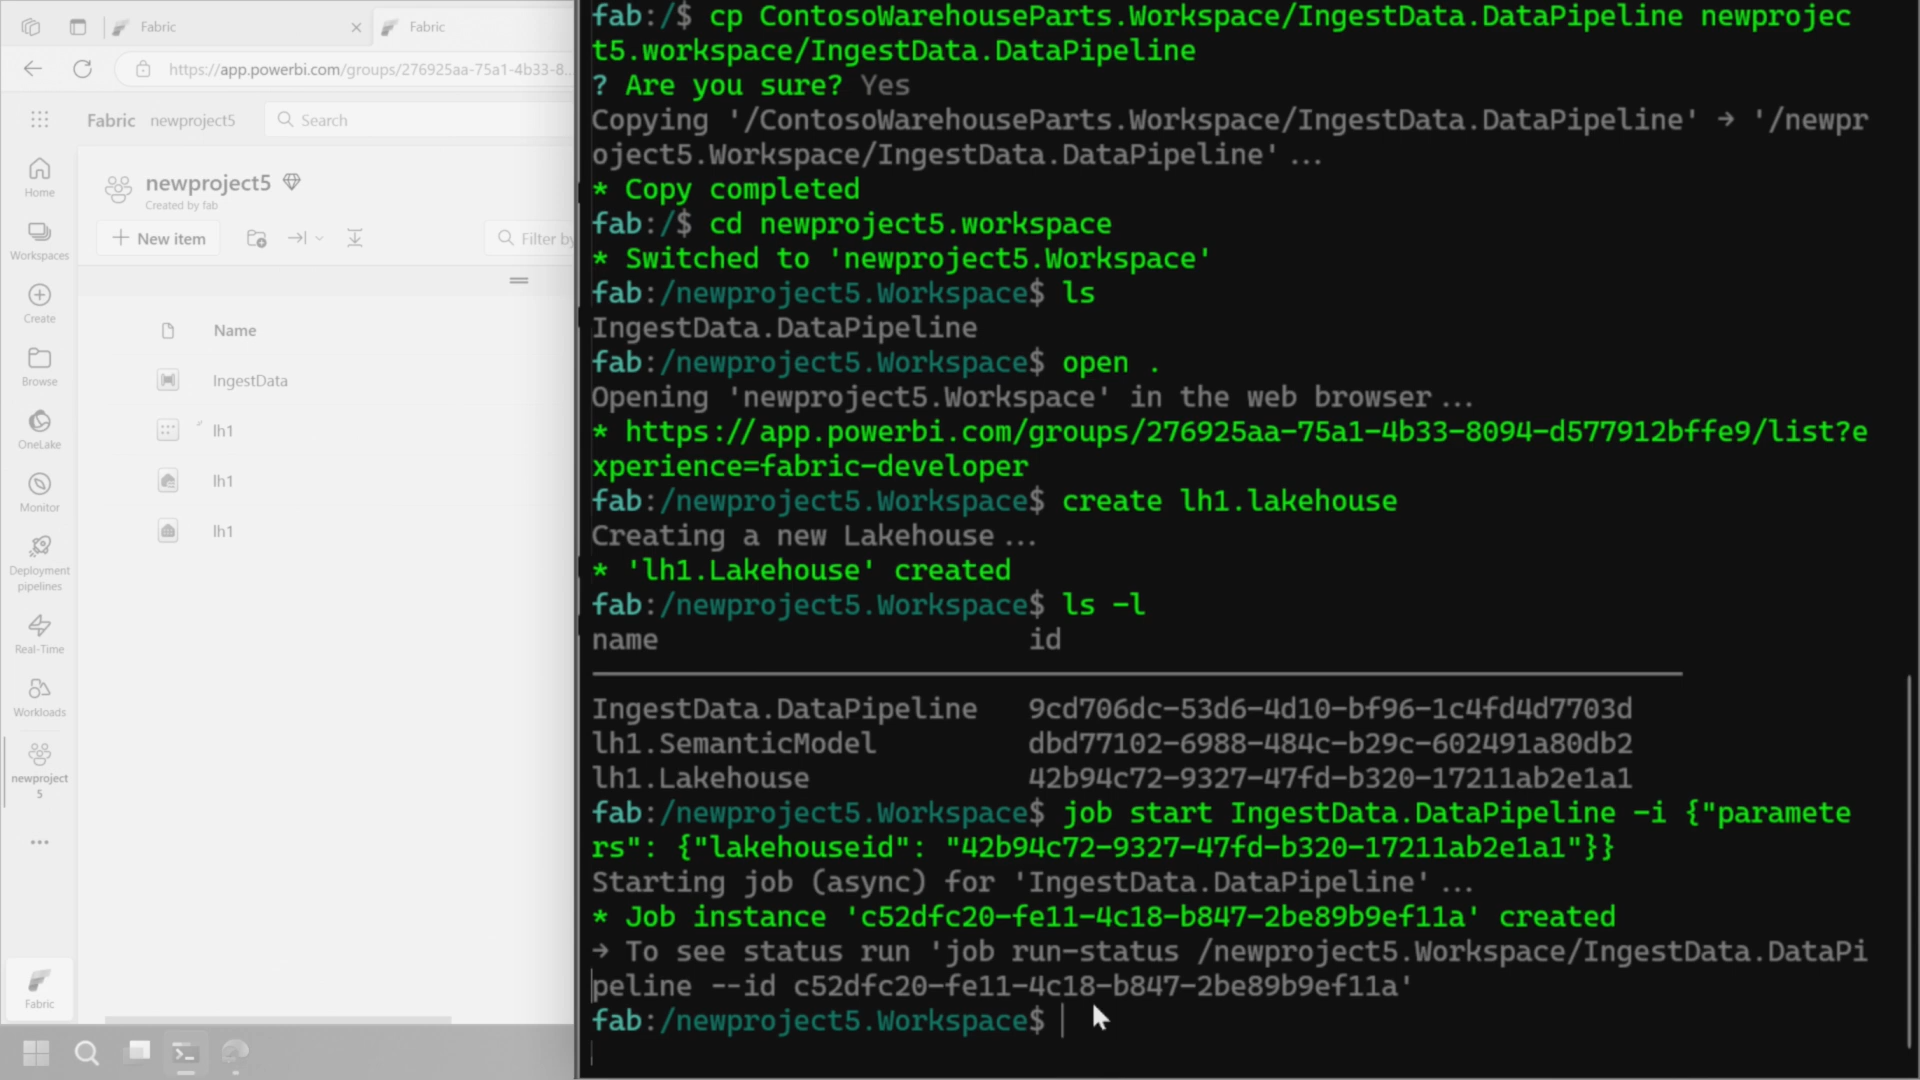 Fabric
Fabric
https://app.powerbi.com/groups/276925aa-75a1-4b33-8...
Fabric newproject5
Search
Home
Workspaces
Create
Browse
OneLake
Monitor
Deployment
pipelines
Real-Time
Workloads
newproject
5
Fabric
newproject5
Created by fab
New item
Filter by
Name
IngestData
lh1
lh1
lh1
fab:/$ cp ContosoWarehouseParts.Workspace/IngestData.DataPipeline newprojec
t5.workspace/IngestData.DataPipeline
? Are you sure? Yes
Copying '/ContosoWarehouseParts.Workspace/IngestData.DataPipeline' → '/newpr
oject5.Workspace/IngestData.DataPipeline'...
* Copy completed
fab:/$ cd newproject5.workspace
* Switched to 'newproject5.Workspace'
fab:/newproject5.Workspace$ ls
IngestData.DataPipeline
fab:/newproject5.Workspace$ open .
Opening 'newproject5.Workspace' in the web browser...
* https://app.powerbi.com/groups/276925aa-75a1-4b33-8094-d577912bffe9/list?e
xperience=fabric-developer
fab:/newproject5.Workspace$ create lh1.lakehouse
Creating a new Lakehouse...
* 'lh1.Lakehouse' created
fab:/newproject5.Workspace$ ls -l
name id
IngestData.DataPipeline 9cd706dc-53d6-4d10-bf96-1c4fd4d7703d
lh1.SemanticModel dbd77102-6988-484c-b29c-602491a80db2
lh1.Lakehouse 42b94c72-9327-47fd-b320-17211ab2e1a1
fab:/newproject5.Workspace$ job start IngestData.DataPipeline -i {"paramete
rs": {"lakehouseid": "42b94c72-9327-47fd-b320-17211ab2e1a1"}}
Starting job (async) for 'IngestData.DataPipeline'...
* Job instance 'c52dfc20-fe11-4c18-b847-2be89b9ef11a' created
→ To see status run 'job run-status /newproject5.Workspace/IngestData.DataPi
peline --id c52dfc20-fe11-4c18-b847-2be89b9ef11a'
fab:/newproject5.Workspace$